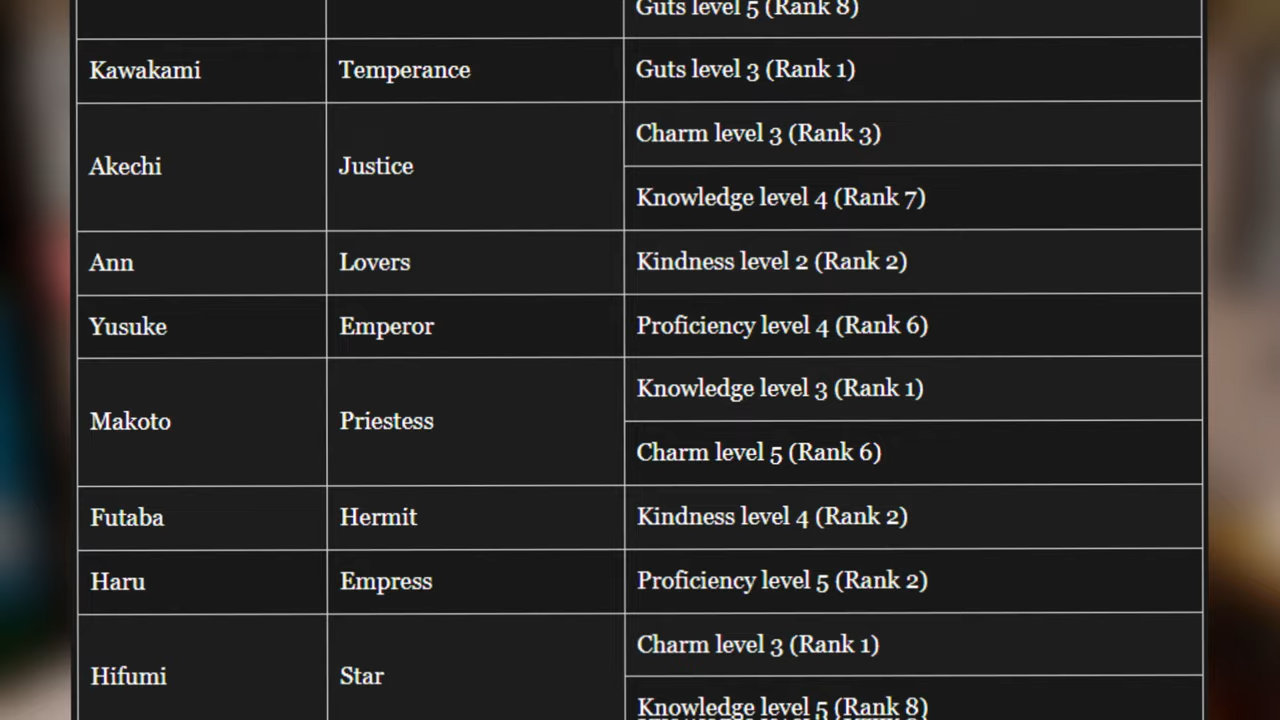 Guts level 5 (Rank 8)
Kawakami Temperance Guts level 3 (Rank 1)
Akechi Justice Charm level 3 (Rank 3)
Knowledge level 4 (Rank 7)
Ann Lovers Kindness level 2 (Rank 2)
Yusuke Emperor Proficiency level 4 (Rank 6)
Makoto Priestess Knowledge level 3 (Rank 1)
Charm level 5 (Rank 6)
Futaba Hermit Kindness level 4 (Rank 2)
Haru Empress Proficiency level 5 (Rank 2)
Hifumi Star Charm level 3 (Rank 1)
Knowledge level 5 (Rank 8)